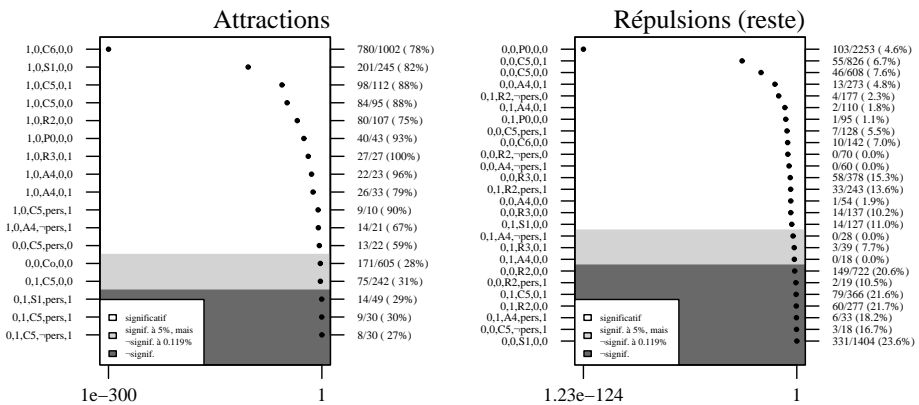 Attractions
1,0,C6,0,0 780/1002 ( 78%)
1,0,S1,0,0 201/245 ( 82%)
1,0,C5,0,1 98/112 ( 88%)
1,0,C5,0,0 84/95 ( 88%)
1,0,R2,0,0 80/107 ( 75%)
1,0,P0,0,0 40/43 ( 93%)
1,0,R3,0,1 27/27 (100%)
1,0,A4,0,0 22/23 ( 96%)
1,0,A4,0,1 26/33 ( 79%)
1,0,C5,pers,1 9/10 ( 90%)
1,0,A4,¬pers,1 14/21 ( 67%)
0,0,C5,pers,0 13/22 ( 59%)
0,0,Co,0,0 171/605 ( 28%)
0,1,C5,0,0 75/242 ( 31%)
0,1,S1,pers,1 14/49 ( 29%)
0,1,C5,pers,1 9/30 ( 30%)
0,1,C5,¬pers,1 8/30 ( 27%)
significatif
signif. à 5%, mais
¬signif. à 0.119%
¬signif.
1e−300 1
Répulsions (reste)
0,0,P0,0,0 103/2253 ( 4.6%)
0,0,C5,0,1 55/826 ( 6.7%)
0,0,C5,0,0 46/608 ( 7.6%)
0,0,A4,0,1 13/273 ( 4.8%)
0,1,R2,¬pers,0 4/177 ( 2.3%)
0,1,A4,0,1 2/110 ( 1.8%)
0,1,P0,0,0 1/95 ( 1.1%)
0,0,C5,pers,1 7/128 ( 5.5%)
0,0,C6,0,0 10/142 ( 7.0%)
0,0,R2,¬pers,0 0/70 ( 0.0%)
0,0,A4,¬pers,1 0/60 ( 0.0%)
0,0,R3,0,1 58/378 (15.3%)
0,1,R2,pers,1 33/243 (13.6%)
0,0,A4,0,0 1/54 ( 1.9%)
0,0,R3,0,0 14/137 (10.2%)
0,1,S1,0,0 14/127 (11.0%)
0,1,A4,¬pers,1 0/28 ( 0.0%)
0,1,R3,0,1 3/39 ( 7.7%)
0,1,A4,0,0 0/18 ( 0.0%)
0,0,R2,0,0 149/722 (20.6%)
0,0,R2,pers,1 2/19 (10.5%)
0,1,C5,0,1 79/366 (21.6%)
0,1,R2,0,0 60/277 (21.7%)
0,1,A4,pers,1 6/33 (18.2%)
0,0,C5,¬pers,1 3/18 (16.7%)
0,0,S1,0,0 331/1404 (23.6%)
significatif
signif. à 5%, mais
¬signif. à 0.119%
¬signif.
1.23e−124 1